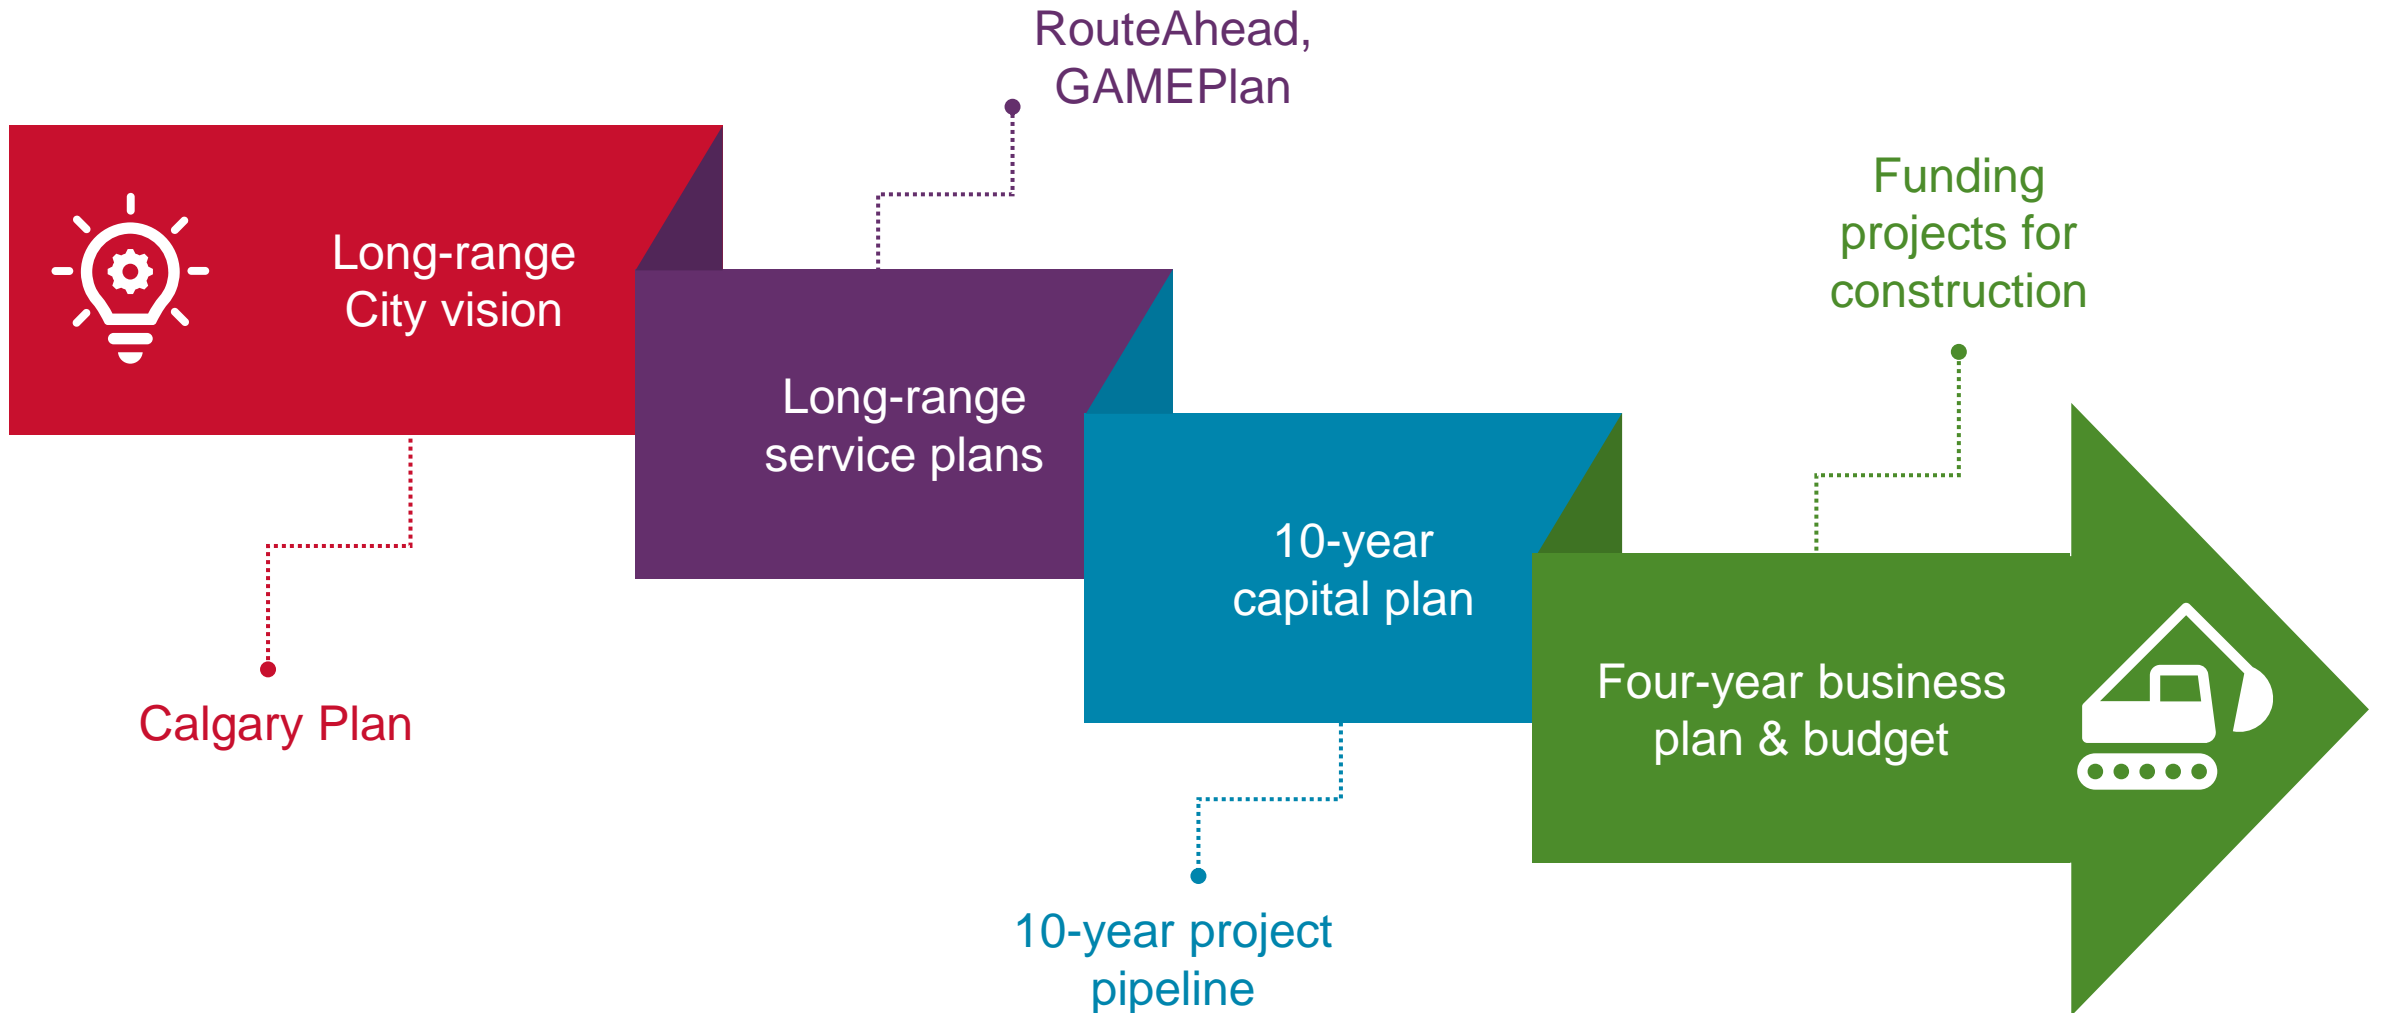 RouteAhead,
GAMEPlan
Long-range
City vision
Funding
projects for
construction
Long-range
service plans
10-year
capital plan
Four-year business
plan & budget
Calgary Plan
10-year project
pipeline